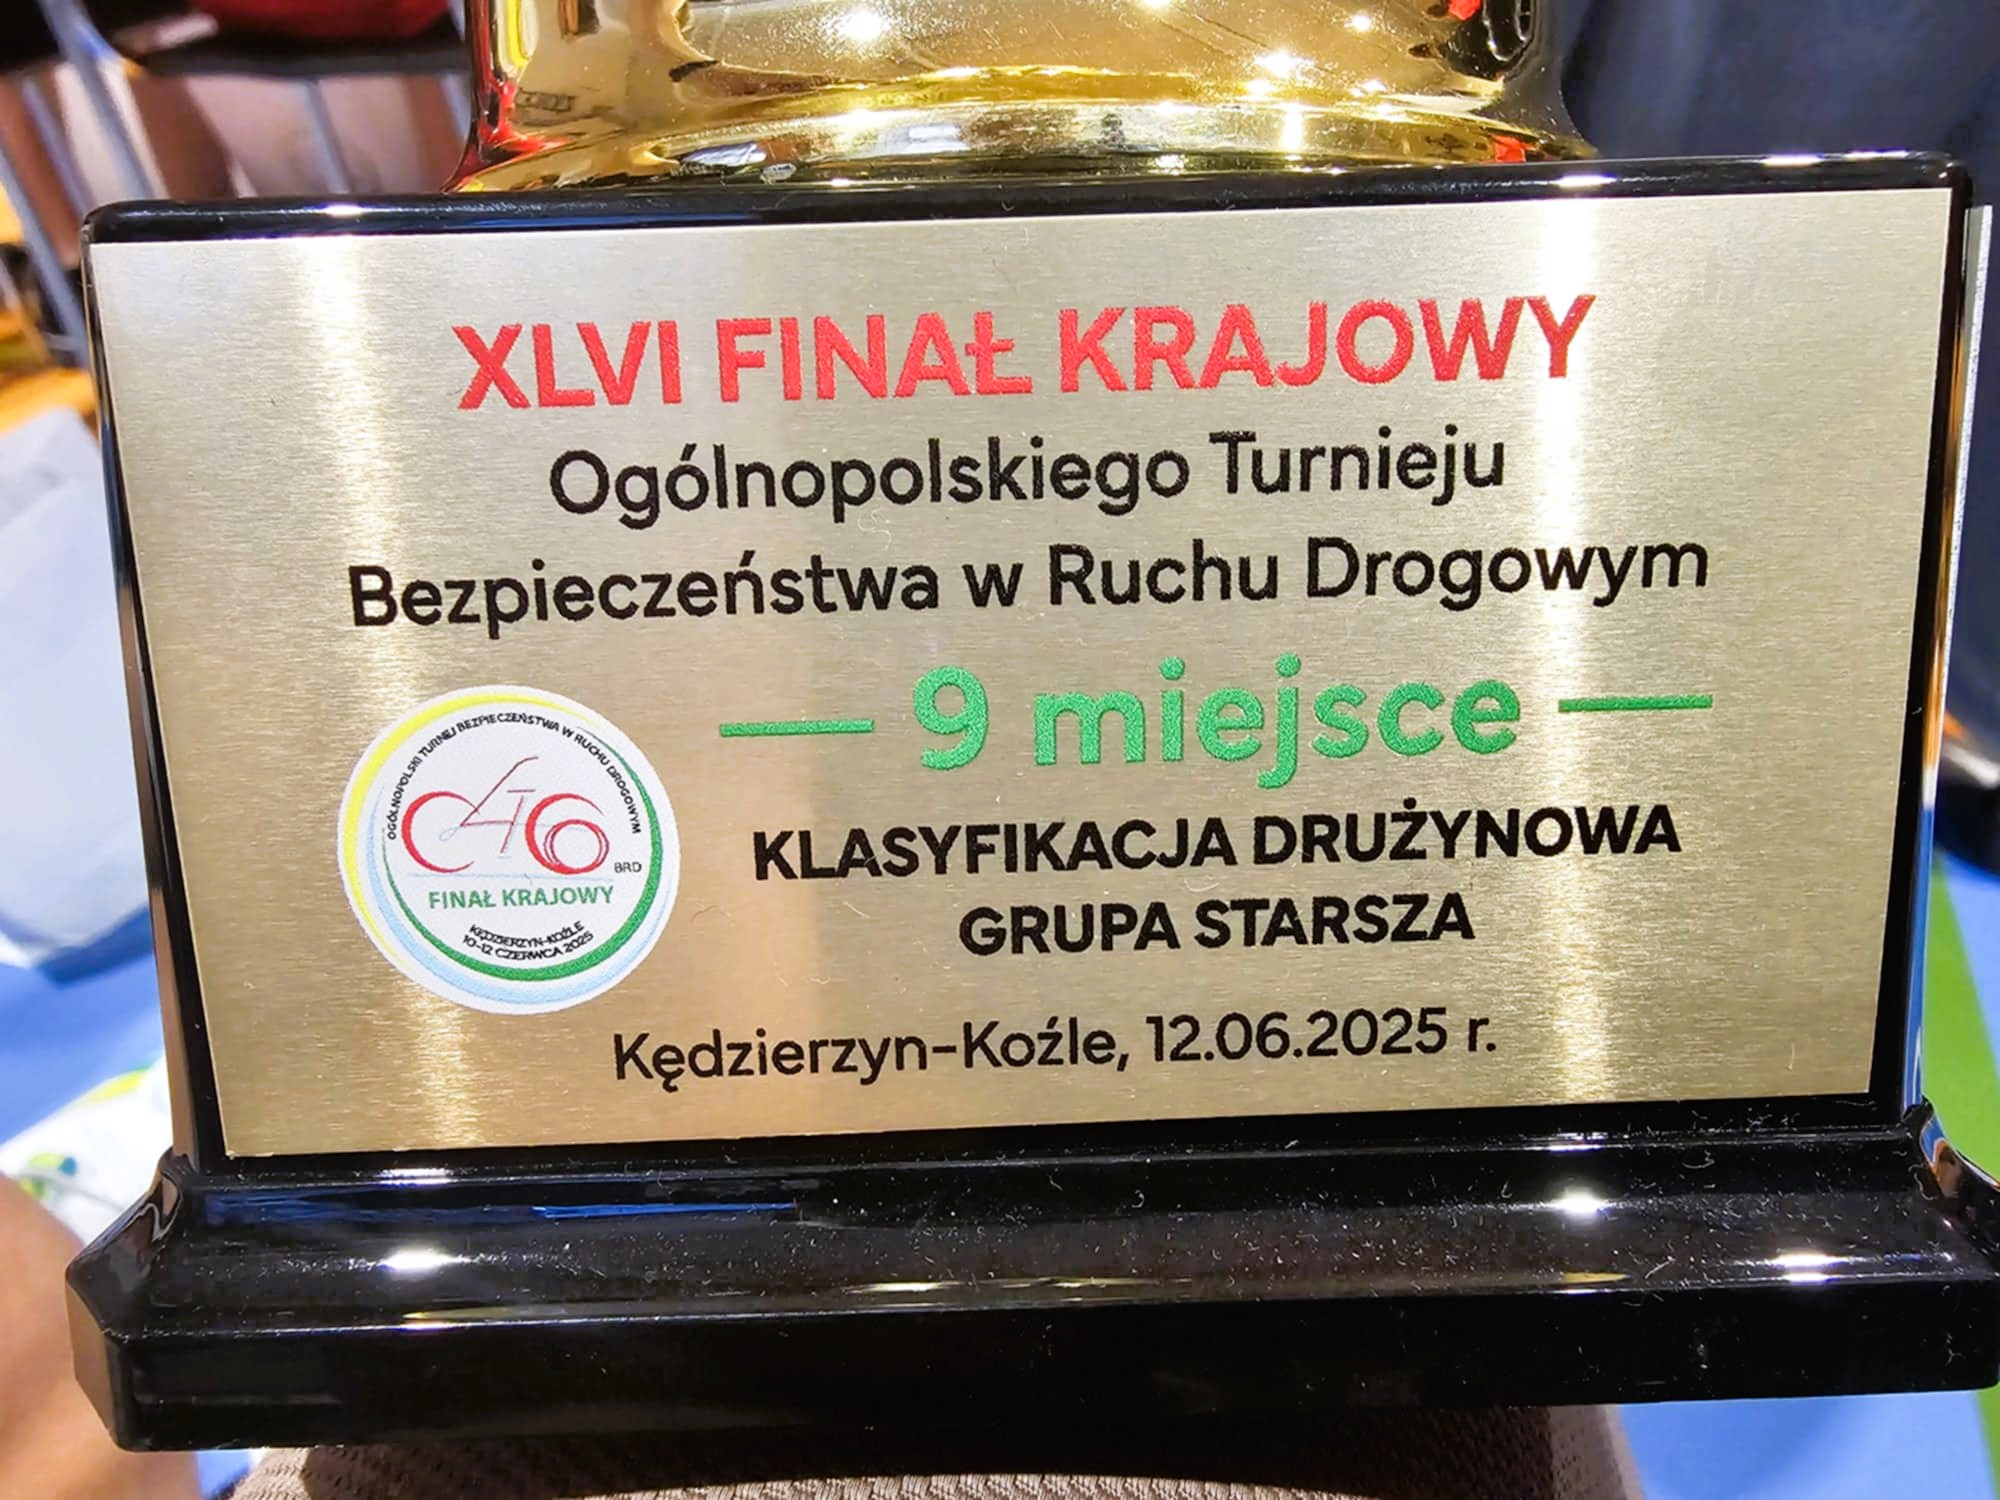 XLVI FINAŁ KRAJOWY
Ogólnopolskiego Turnieju
Bezpieczeństwa w Ruchu Drogowym
— 9 miejsce —
KLASYFIKACJA DRUŻYNOWA
GRUPA STARSZA
OGÓLNOPOLSKI TURNIEJ BEZPIECZEŃSTWA W RUCHU DROGOWYM
46
BRD
FINAŁ KRAJOWY
KĘDZIERZYN-KOŹLE
10-12 CZERWCA 2025
Kędzierzyn-Koźle, 12.06.2025 r.